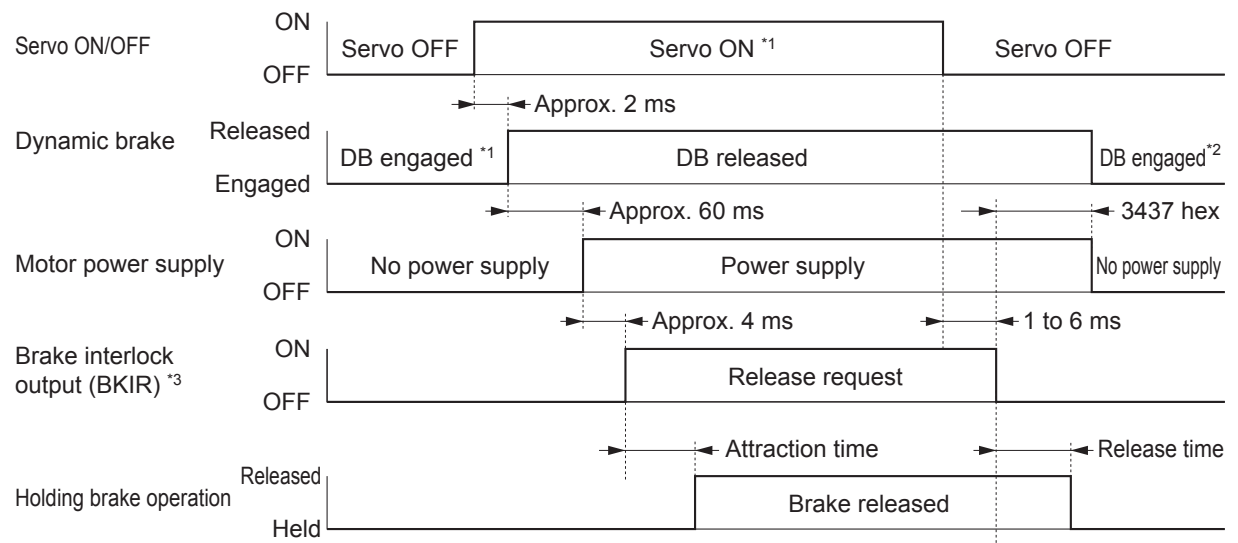 Servo ON/OFF
ON
OFF
Servo OFF
Servo ON *1
Servo OFF
Approx. 2 ms
Dynamic brake
Released
Engaged
DB engaged *1
DB released
DB engaged*2
Approx. 60 ms
3437 hex
Motor power supply
ON
OFF
No power supply
Power supply
No power supply
Approx. 4 ms
1 to 6 ms
Brake interlock
output (BKIR) *3
ON
OFF
Release request
Attraction time
Release time
Holding brake operation
Released
Held
Brake released